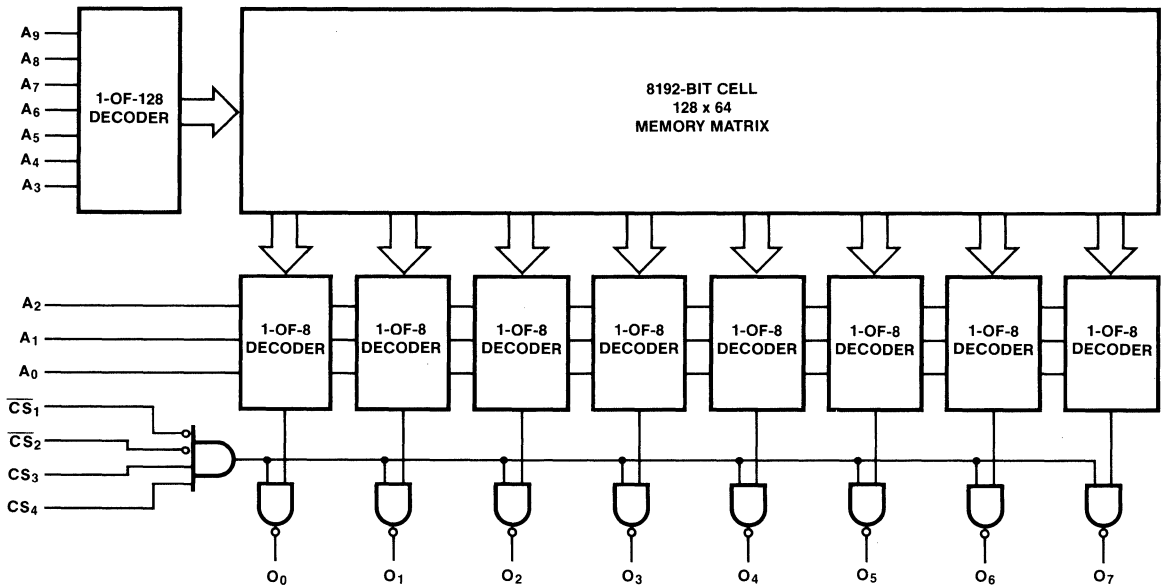 A9
A8
A7
A6
A5
A4
A3
1-OF-128
DECODER
8192-BIT CELL
128 x 64
MEMORY MATRIX
A2
A1
A0
1-OF-8
DECODER
1-OF-8
DECODER
1-OF-8
DECODER
1-OF-8
DECODER
1-OF-8
DECODER
1-OF-8
DECODER
1-OF-8
DECODER
1-OF-8
DECODER
C̅S̅1
C̅S̅2
CS3
CS4
O0
O1
O2
O3
O4
O5
O6
O7